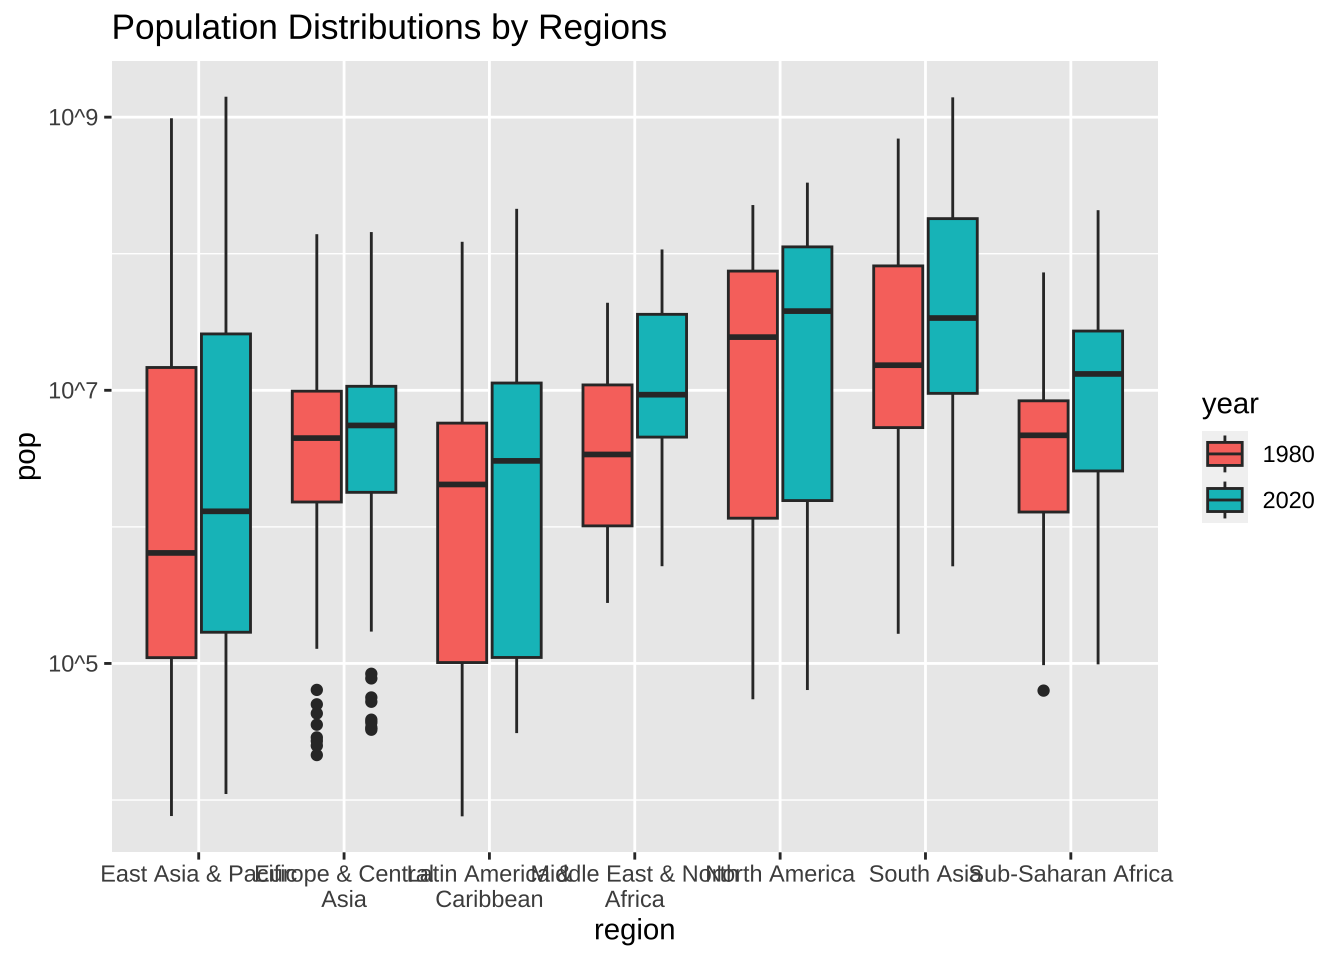 Population Distributions by Regions
pop
10^9
10^7
10^5
East Asia & Pacific
Europe & Central
Asia
Latin America &
Caribbean
Middle East & North
Africa
North America
South Asia
Sub-Saharan Africa
region
year
1980
2020